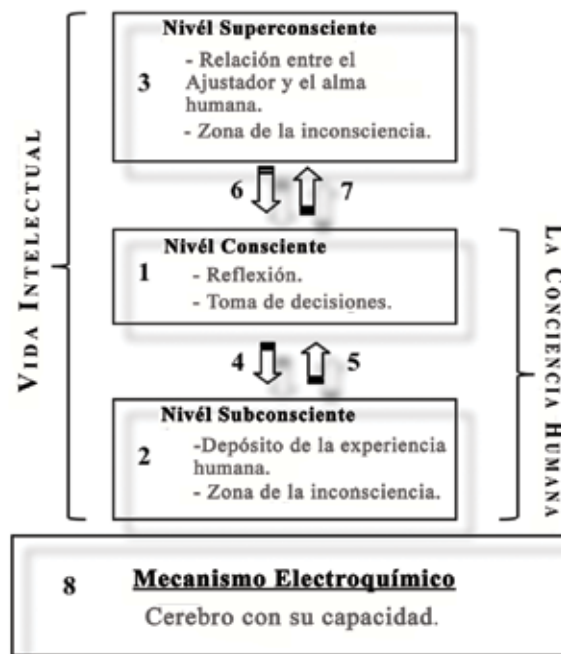 Nivél Superconsciente
3
- Relación entre el
Ajustador y el alma
humana.
- Zona de la inconsciencia.
6
7
Nivél Consciente
1
- Reflexión.
- Toma de decisiones.
4
5
Nivél Subconsciente
2
-Depósito de la experiencia
humana.
- Zona de la inconsciencia.
VIDA INTELECTUAL
LA CONCIENCIA HUMANA
8
Mecanismo Electroquímico
Cerebro con su capacidad.